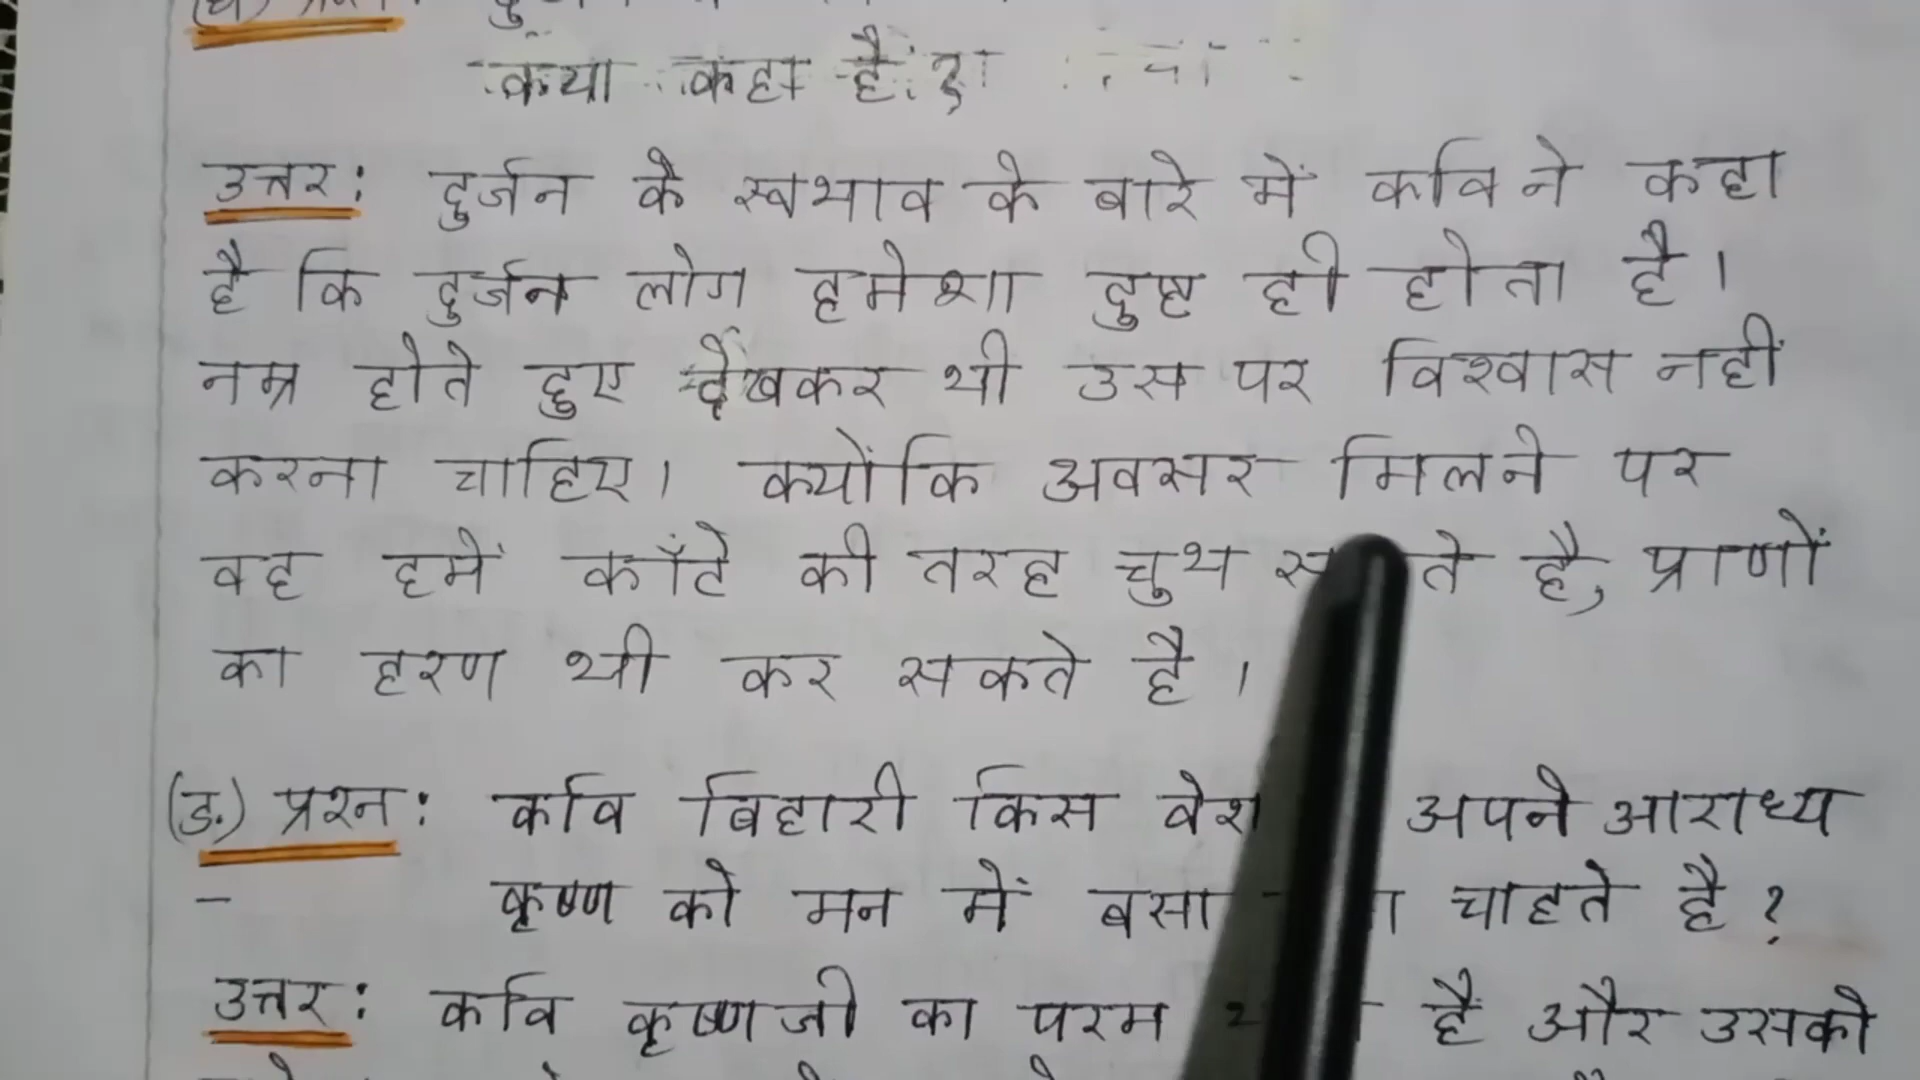 क्या कहा है?
उत्तर: दुर्जन के स्वभाव के बारे में कवि ने कहा
है कि दुर्जन लोग हमेशा दुष्ट ही होता है।
नम्र होते हुए देखकर भी उस पर विश्वास नहीं
करना चाहिए। क्योंकि अवसर मिलने पर
वह हमें काँटे की तरह चुभ है, प्राणों
का हरण भी कर सकते है।
(ङ.) प्रश्न: कवि बिहारी किस अपने आराध्य
- कृष्ण को मन में बसा चाहते है?
उत्तर: कवि कृष्णजी का परम है और उसको